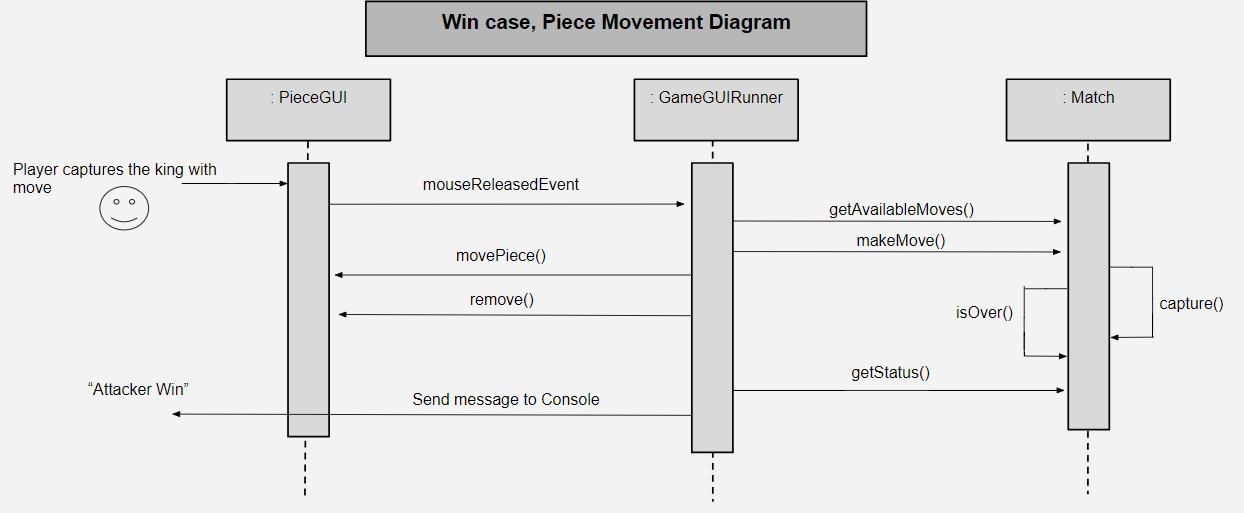 Win case, Piece Movement Diagram
: PieceGUI
: GameGUIRunner
: Match
Player captures the king with
move
mouseReleasedEvent
getAvailableMoves()
makeMove()
movePiece()
remove()
capture()
isOver()
getStatus()
“Attacker Win”
Send message to Console